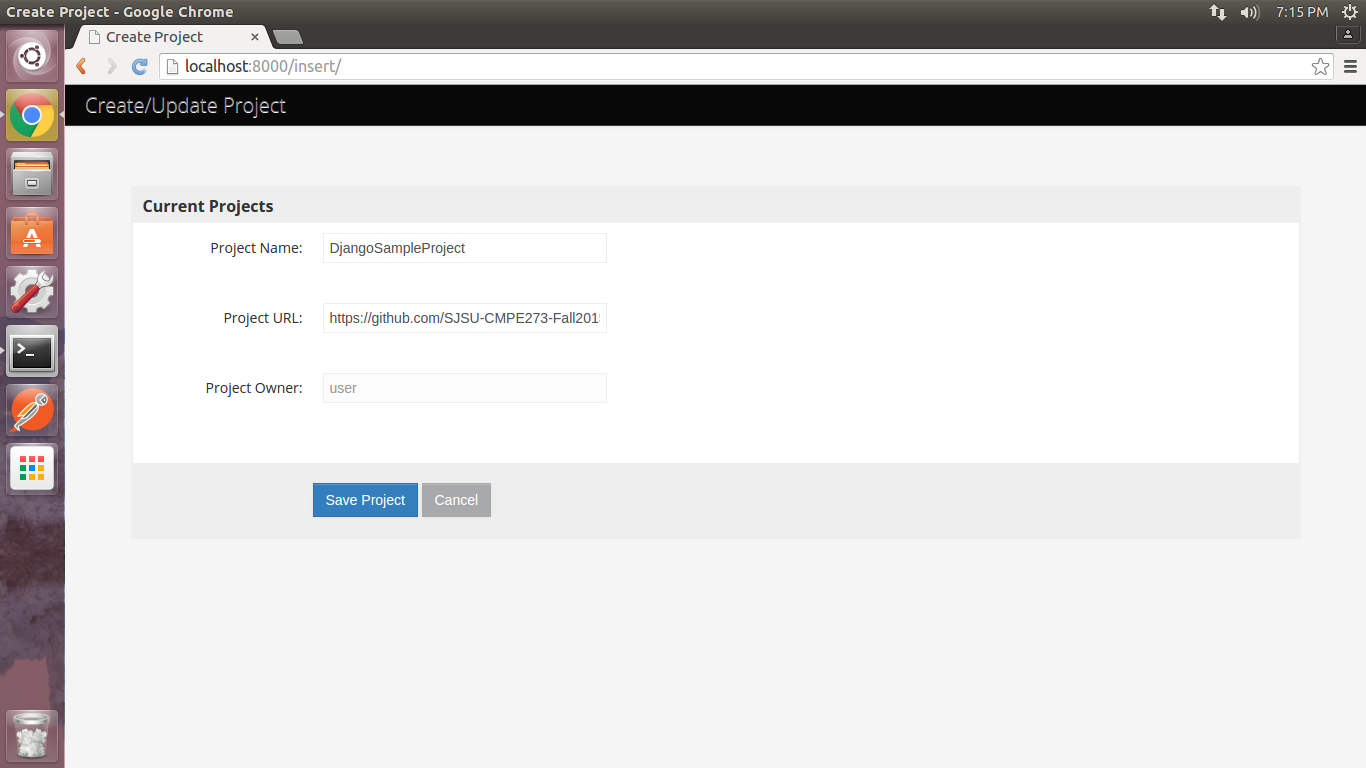 Create Project - Google Chrome
7:15 PM
Create Project
localhost:8000/insert/
Create/Update Project
Current Projects
Project Name: DjangoSampleProject
Project URL: https://github.com/SJSU-CMPE273-Fall201
Project Owner: user
Save Project Cancel